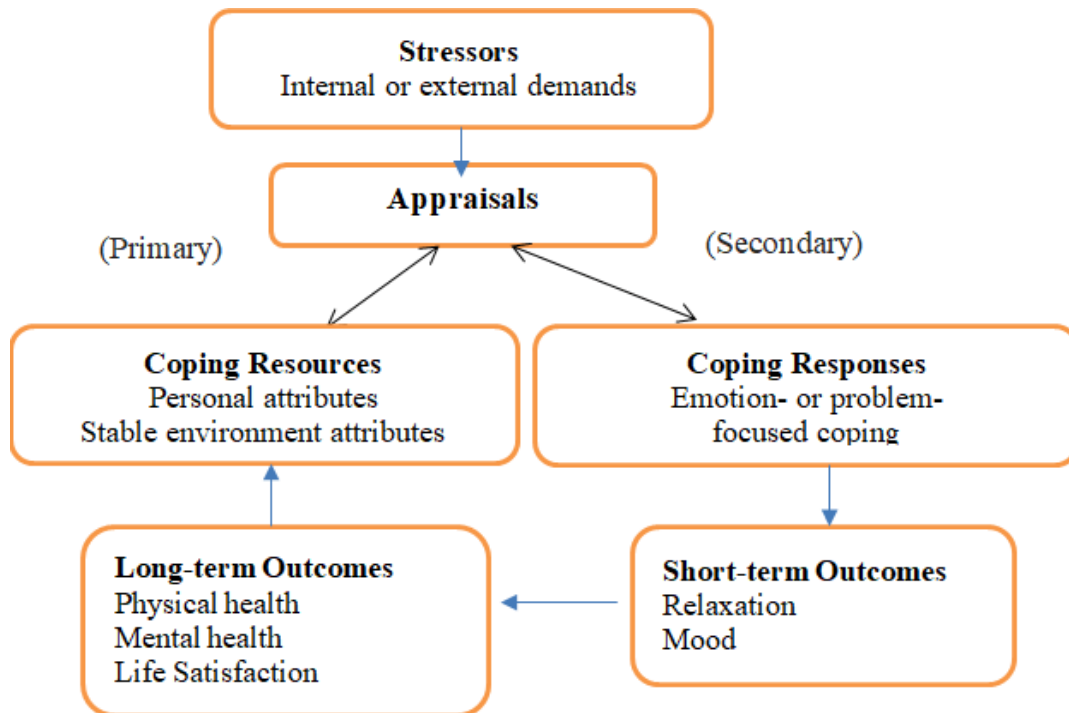 Stressors
Internal or external demands
Appraisals
(Primary)
(Secondary)
Coping Resources
Personal attributes
Stable environment attributes
Coping Responses
Emotion- or problem-
focused coping
Long-term Outcomes
Physical health
Mental health
Life Satisfaction
Short-term Outcomes
Relaxation
Mood